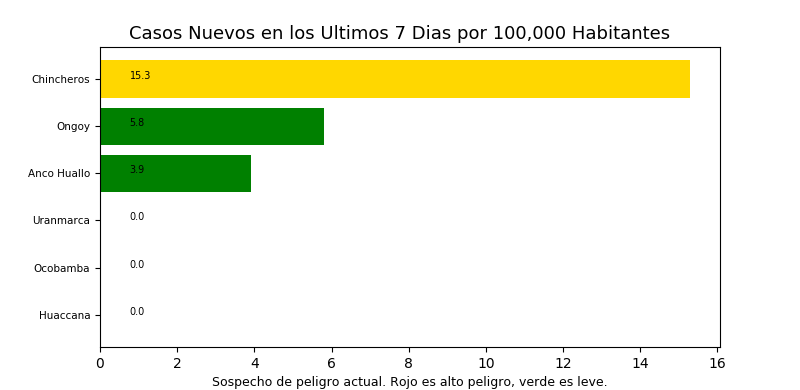 Casos Nuevos en los Ultimos 7 Dias por 100,000 Habitantes
Chincheros 15.3
Ongoy 5.8
Anco Huallo 3.9
Uranmarca 0.0
Ocobamba 0.0
Huaccana 0.0
0 2 4 6 8 10 12 14 16
Sospecho de peligro actual. Rojo es alto peligro, verde es leve.